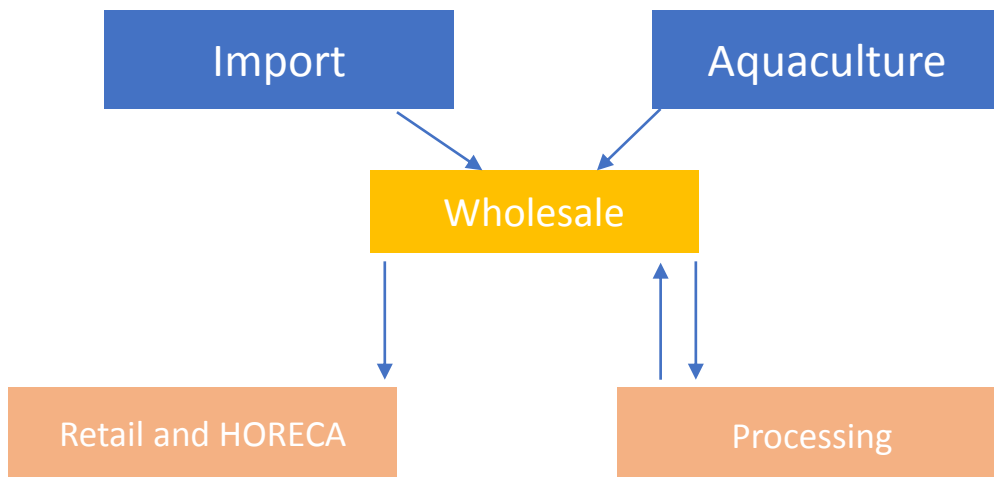 Import
Aquaculture
Wholesale
Retail and HORECA
Processing